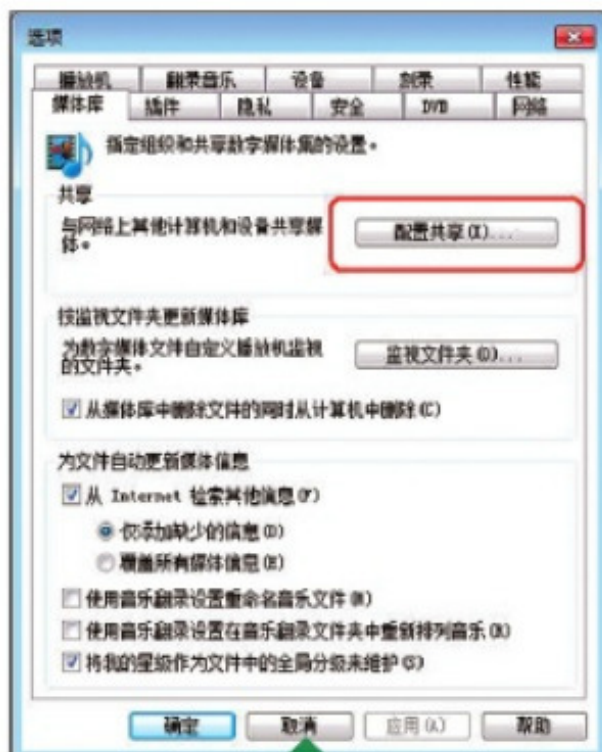 选项
播放机 翻录音乐 设备 刻录 性能
媒体库 插件 隐私 安全 DVD 网络
指定组织和共享数字媒体集的设置。
共享
与网络上其他计算机和设备共享媒
体。
配置共享(I)...
按监视文件夹更新媒体库
为数字媒体文件自定义播放机监视
的文件夹。
监视文件夹(O)...
从媒体库中删除文件的同时从计算机中删除(C)
为文件自动更新媒体信息
从 Internet 检索其他信息(F)
仅添加缺少的信息(D)
覆盖所有媒体信息(E)
使用音乐翻录设置重命名音乐文件(N)
使用音乐翻录设置在音乐翻录文件夹中重新排列音乐(R)
将我的星级作为文件中的全局分级来维护(S)
确定 取消 应用(A) 帮助